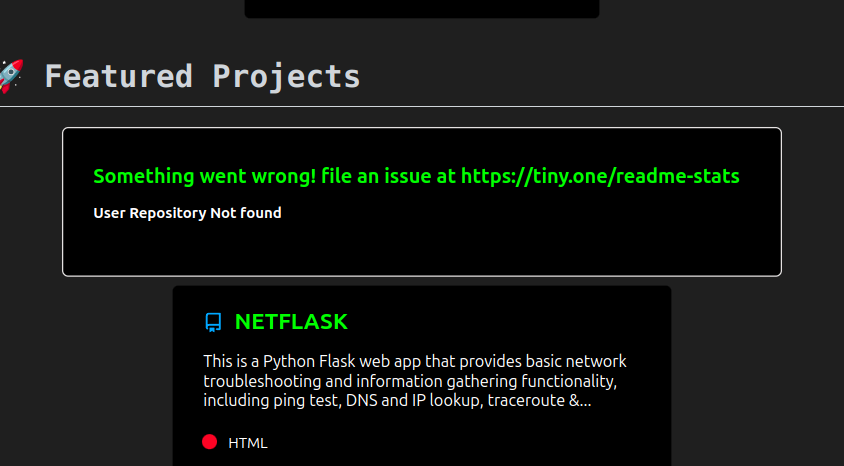 🚀 Featured Projects
Something went wrong! file an issue at https://tiny.one/readme-stats
User Repository Not found
NETFLASK
This is a Python Flask web app that provides basic network
troubleshooting and information gathering functionality,
including ping test, DNS and IP lookup, traceroute &...
HTML